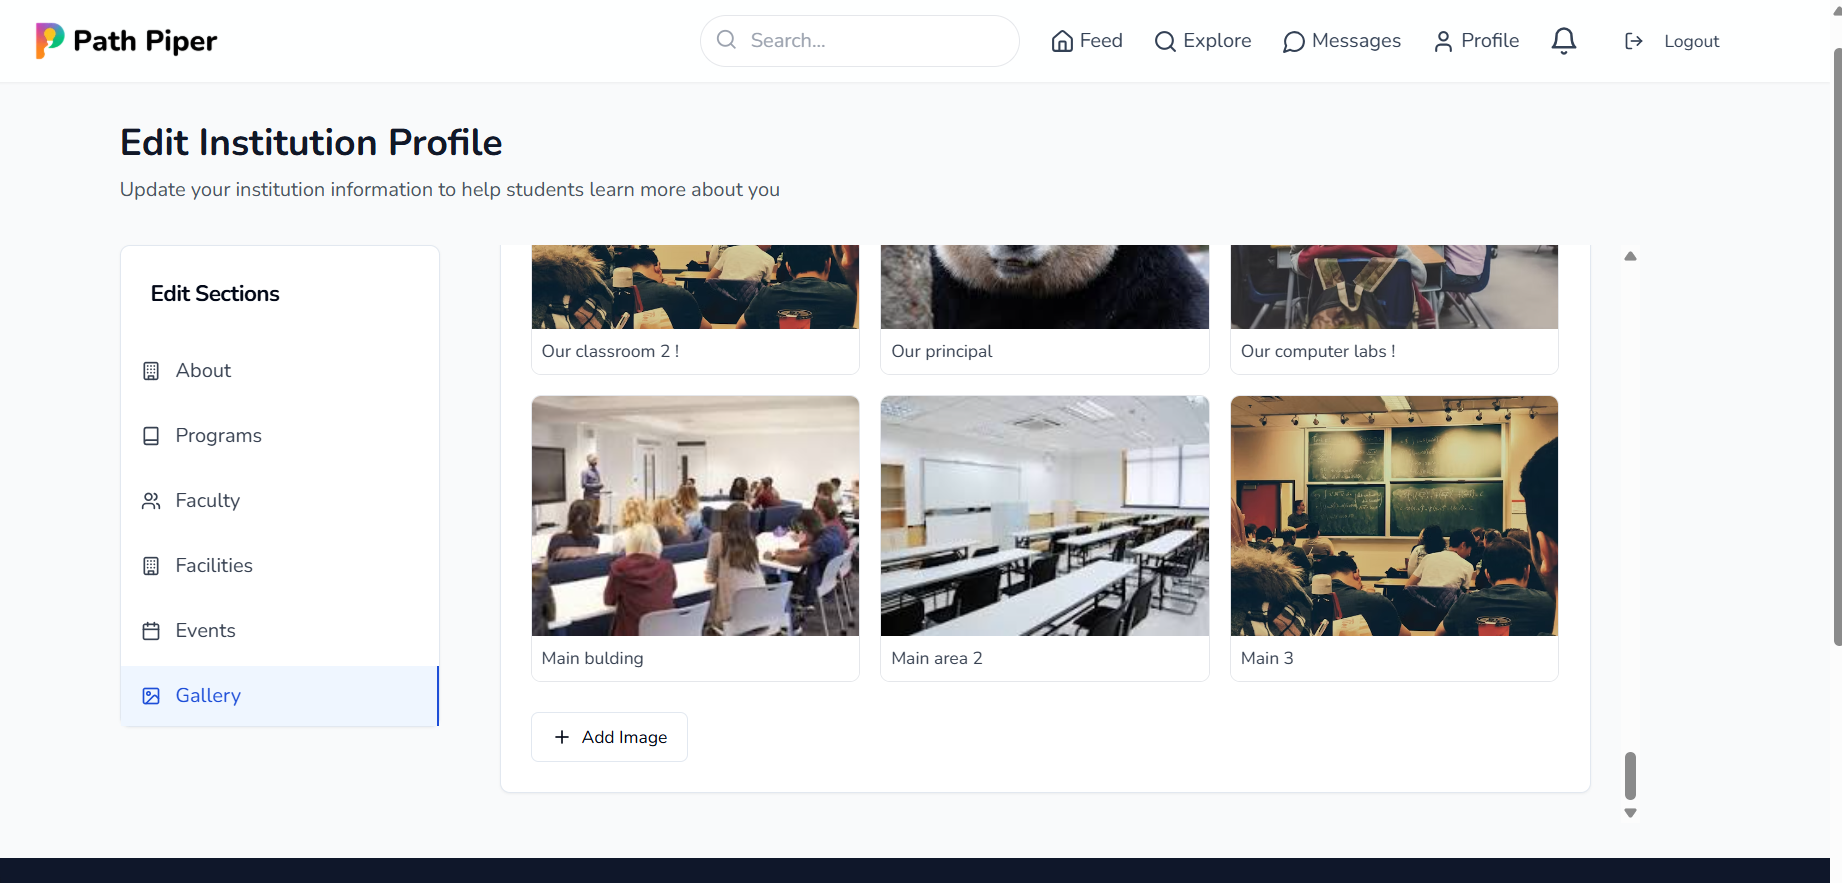 Path Piper
Search...
Feed
Explore
Messages
Profile
Logout
Edit Institution Profile
Update your institution information to help students learn more about you
Edit Sections
About
Programs
Faculty
Facilities
Events
Gallery
Our classroom 2 !
Our principal
Our computer labs !
Main bulding
Main area 2
Main 3
+ Add Image